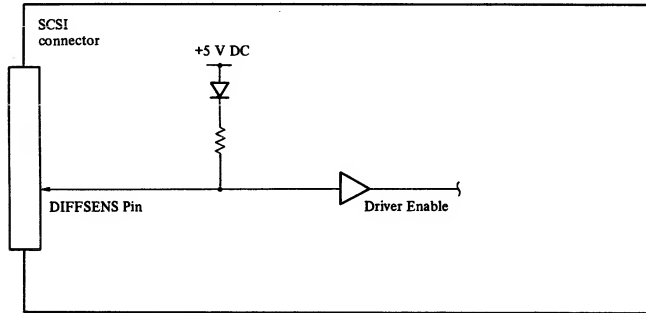 SCSI
connector
+5 V DC
DIFFSENS Pin
Driver Enable